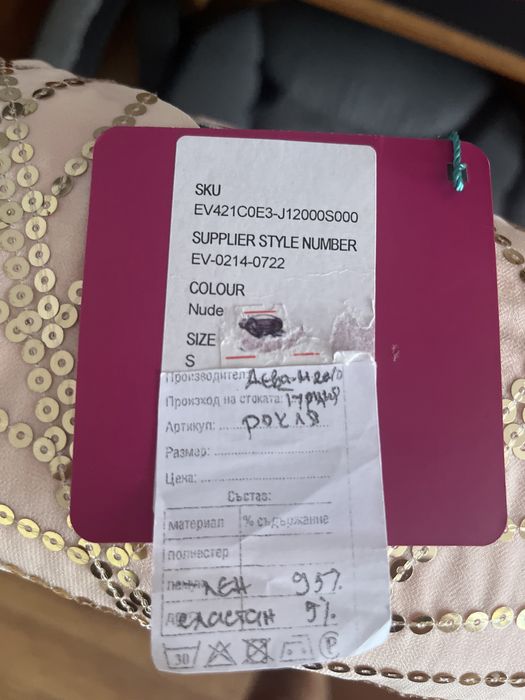 SKU
EV421C0E3-J12000S000
SUPPLIER STYLE NUMBER
EV-0214-0722
COLOUR
Nude
SIZE
S
Производител:
Произход на стоката:
Артикул: рокля
Размер:
Цена:
Състав:
материал % съдържание
полиестер
лен 95%
еластан 5%
30 P